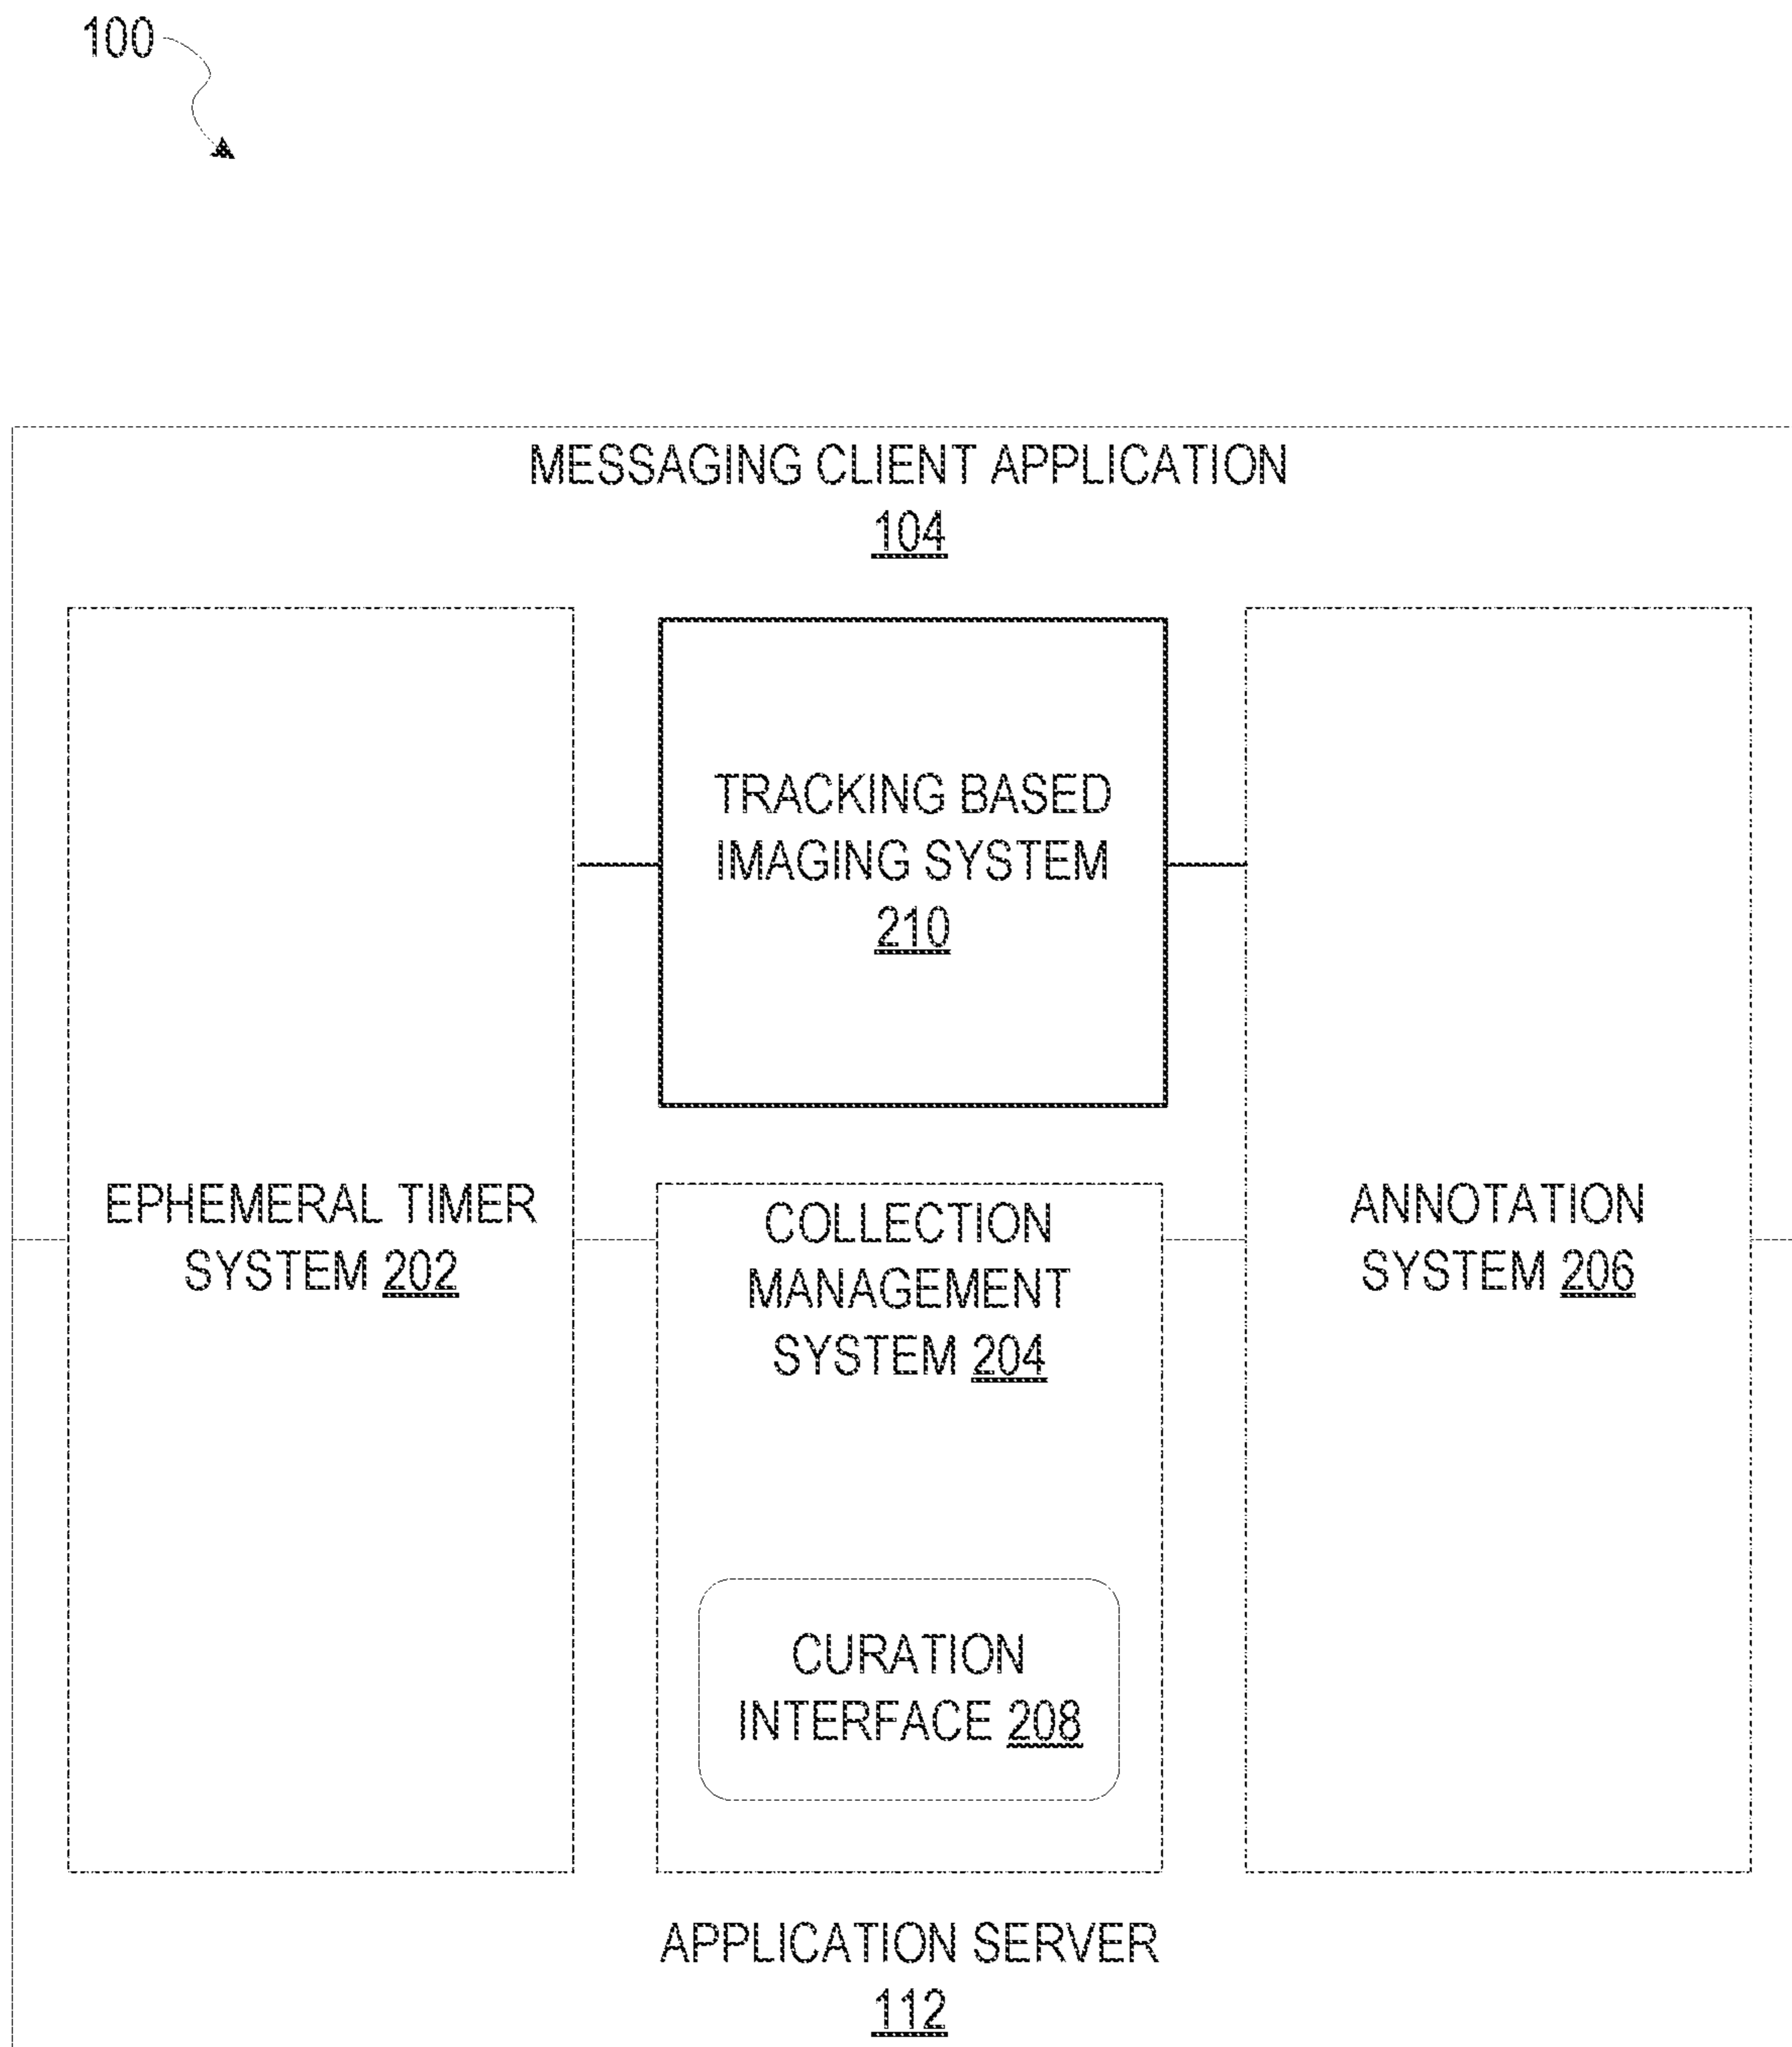 100
MESSAGING CLIENT APPLICATION
104
TRACKING BASED
IMAGING SYSTEM
210
EPHEMERAL TIMER
SYSTEM 202
COLLECTION
MANAGEMENT
SYSTEM 204
ANNOTATION
SYSTEM 206
CURATION
INTERFACE 208
APPLICATION SERVER
112